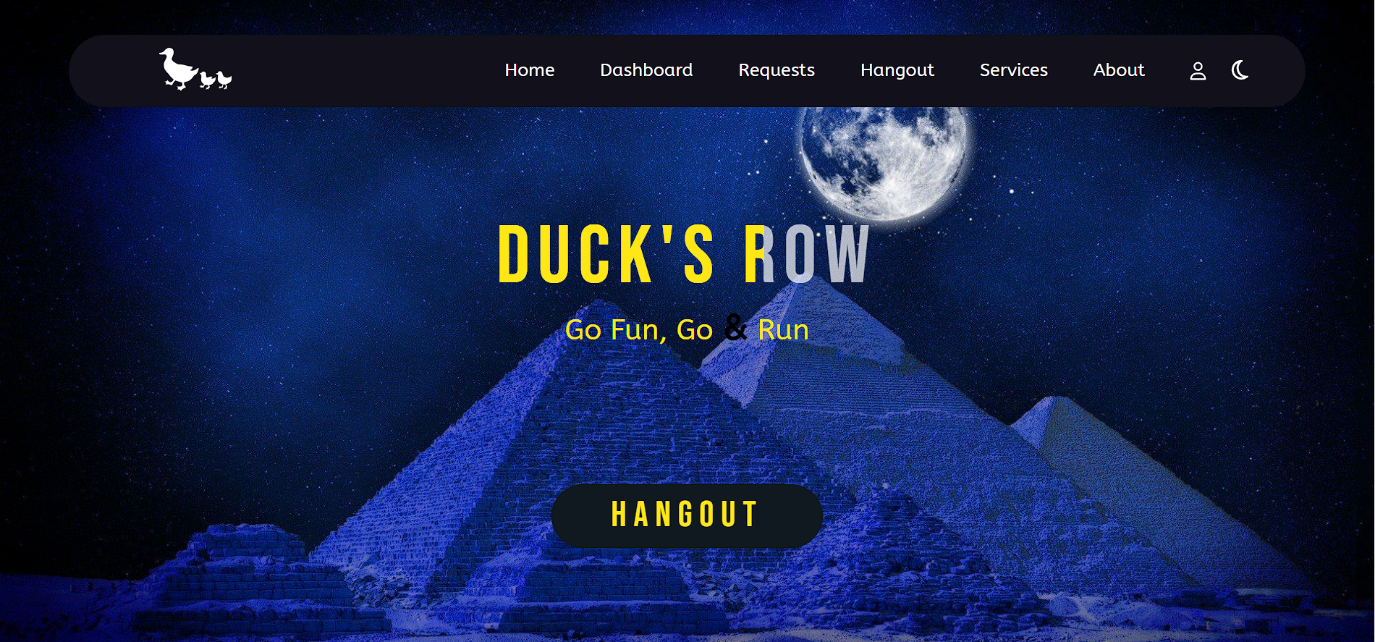 Home Dashboard Requests Hangout Services About
DUCK'S ROW
Go Fun, Go & Run
HANGOUT